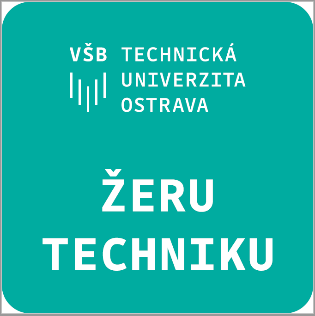 VŠB TECHNICKÁ
UNIVERZITA
OSTRAVA
ŽERU
TECHNIKU